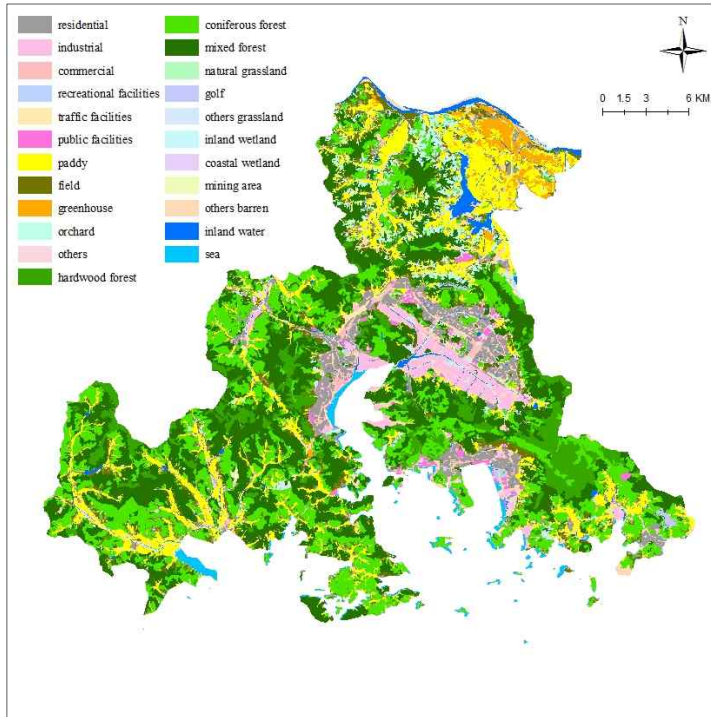 residential
industrial
commercial
recreational facilities
traffic facilities
public facilities
paddy
field
greenhouse
orchard
others
hardwood forest
coniferous forest
mixed forest
natural grassland
golf
others grassland
inland wetland
coastal wetland
mining area
others barren
inland water
sea
N
0 1.5 3 6 KM